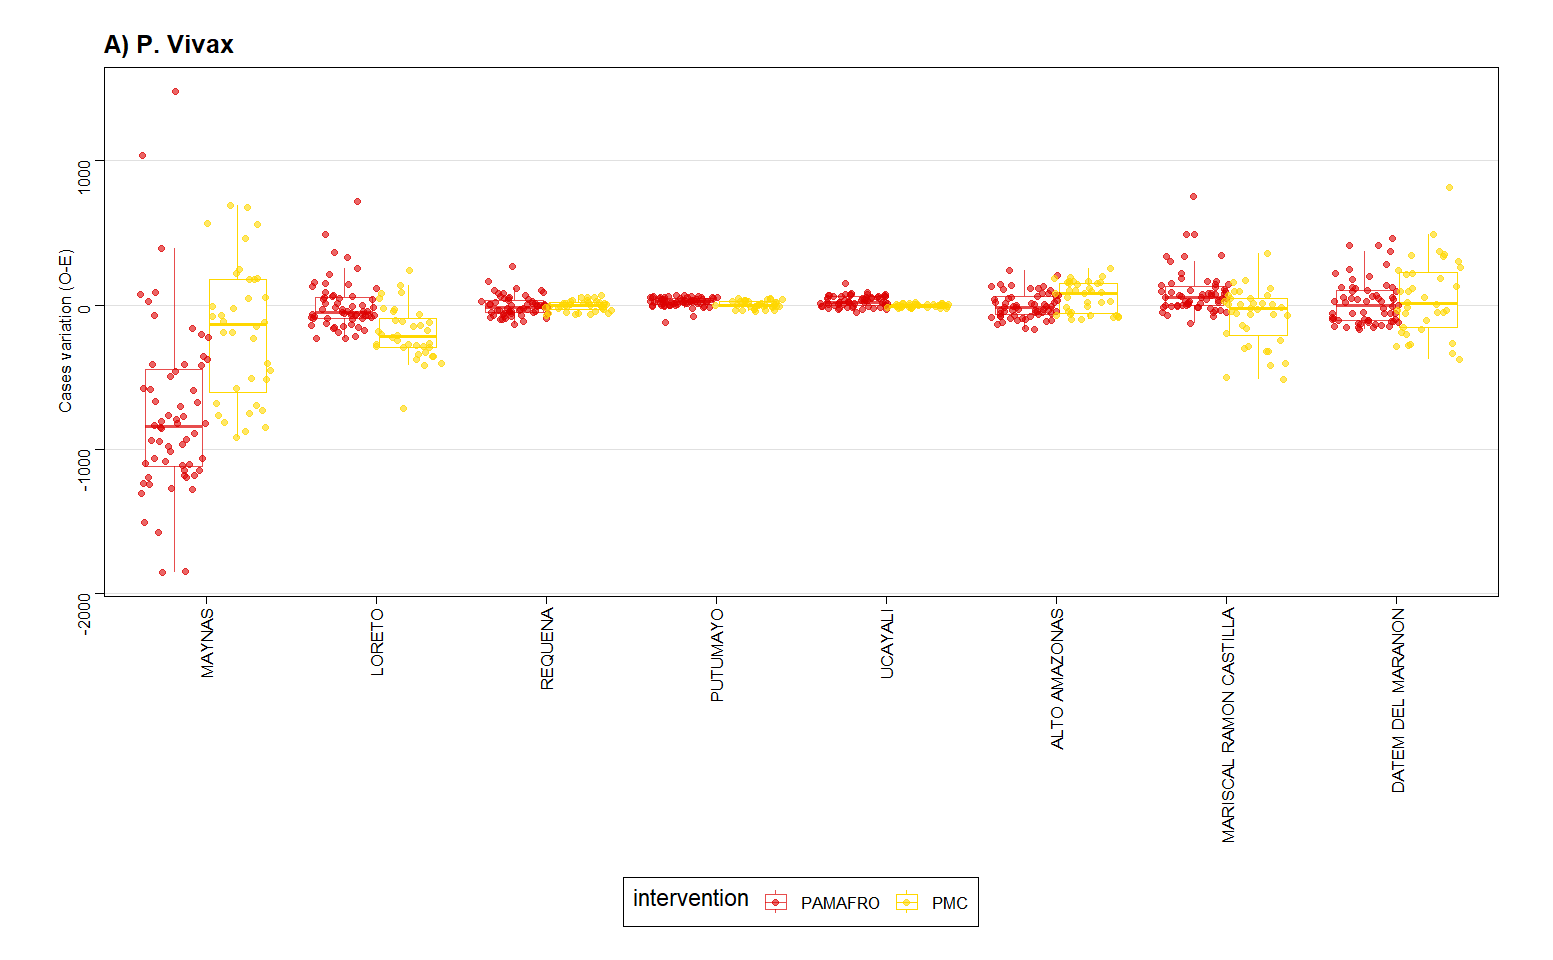 A) P. Vivax
Cases variation (O-E)
1000
0
-1000
-2000
MAYNAS
LORETO
REQUENA
PUTUMAYO
UCAYALI
ALTO AMAZONAS
MARISCAL RAMON CASTILLA
DATEM DEL MARANON
intervention PAMAFRO PMC